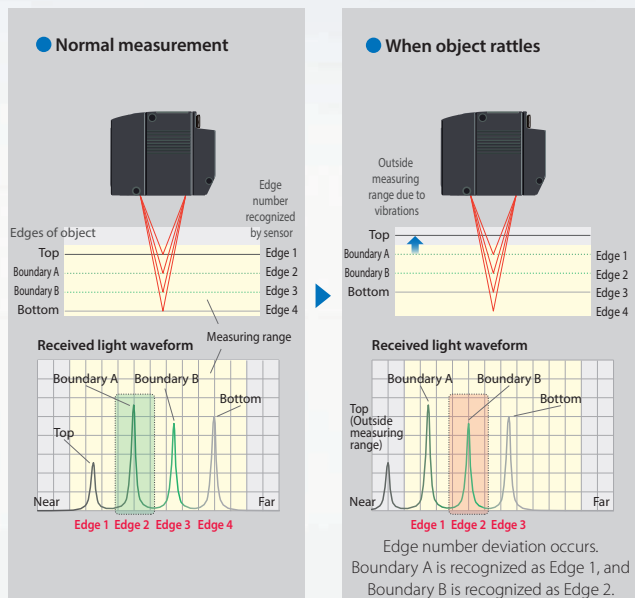 Normal measurement
Edge
number
recognized
by sensor
Edges of object
Top
Edge 1
Boundary A
Edge 2
Boundary B
Edge 3
Bottom
Edge 4
Measuring range
Received light waveform
Boundary A
Boundary B
Bottom
Top
Near
Far
Edge 1
Edge 2
Edge 3
Edge 4
When object rattles
Outside
measuring
range due to
vibrations
Top
Boundary A
Edge 1
Boundary B
Edge 2
Bottom
Edge 3
Edge 4
Received light waveform
Boundary A
Boundary B
Bottom
Top
(Outside
measuring
range)
Near
Far
Edge 1
Edge 2
Edge 3
Edge number deviation occurs.
Boundary A is recognized as Edge 1, and
Boundary B is recognized as Edge 2.